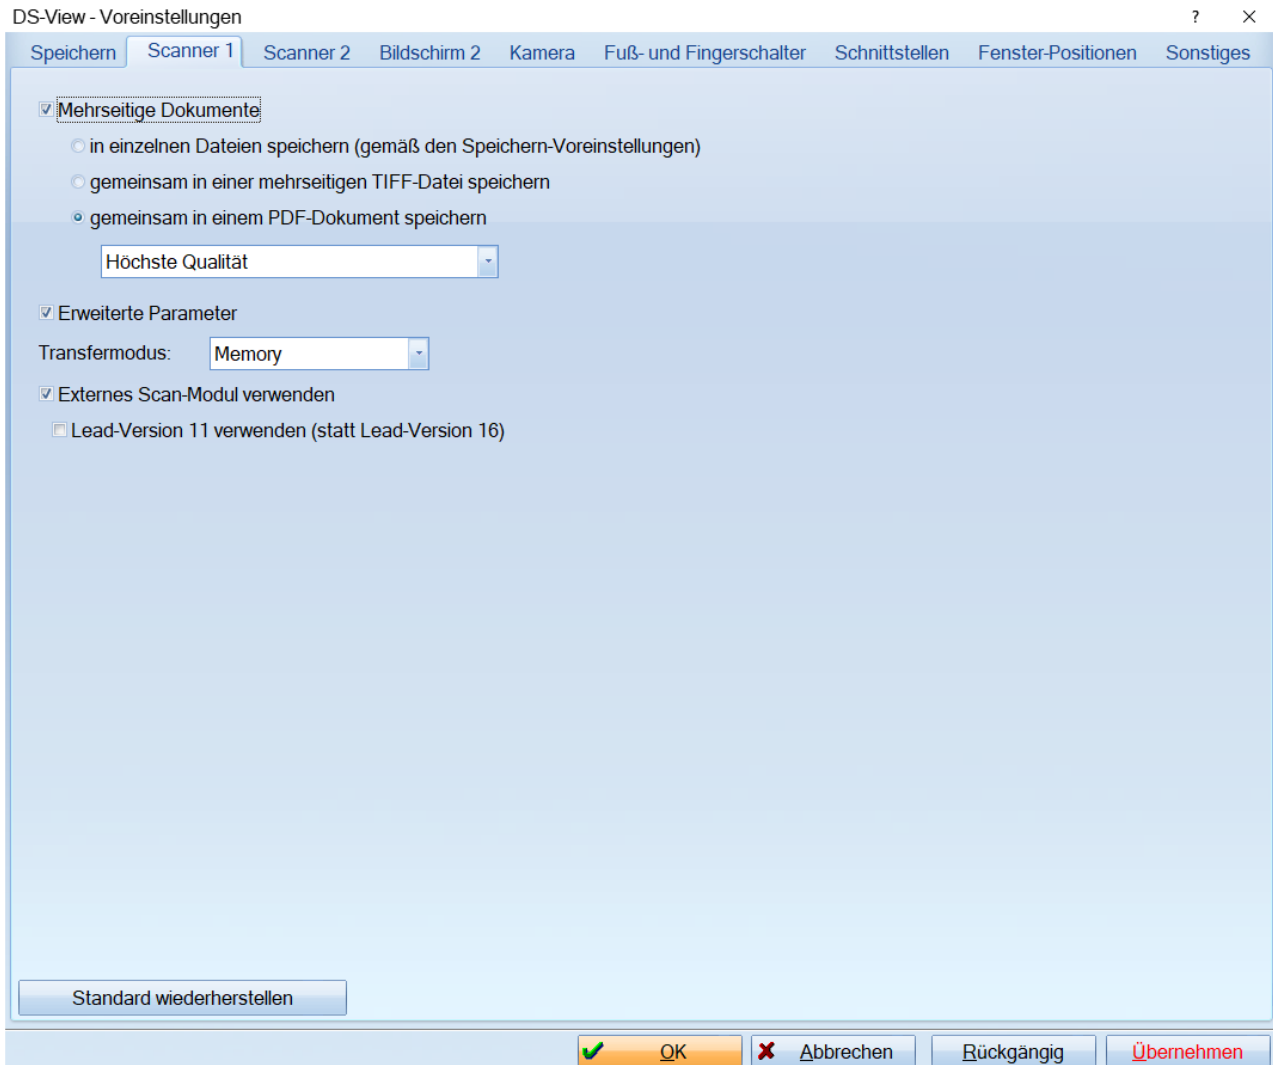 DS-View - Voreinstellungen ?
Speichern Scanner 1 Scanner 2 Bildschirm 2 Kamera Fuß- und Fingerschalter Schnittstellen Fenster-Positionen Sonstiges
Mehrseitige Dokumente
in einzelnen Dateien speichern (gemäß den Speichern-Voreinstellungen)
gemeinsam in einer mehrseitigen TIFF-Datei speichern
gemeinsam in einem PDF-Dokument speichern
Höchste Qualität
Erweiterte Parameter
Transfermodus: Memory
Externes Scan-Modul verwenden
Lead-Version 11 verwenden (statt Lead-Version 16)
Standard wiederherstellen
OK Abbrechen Rückgängig Übernehmen